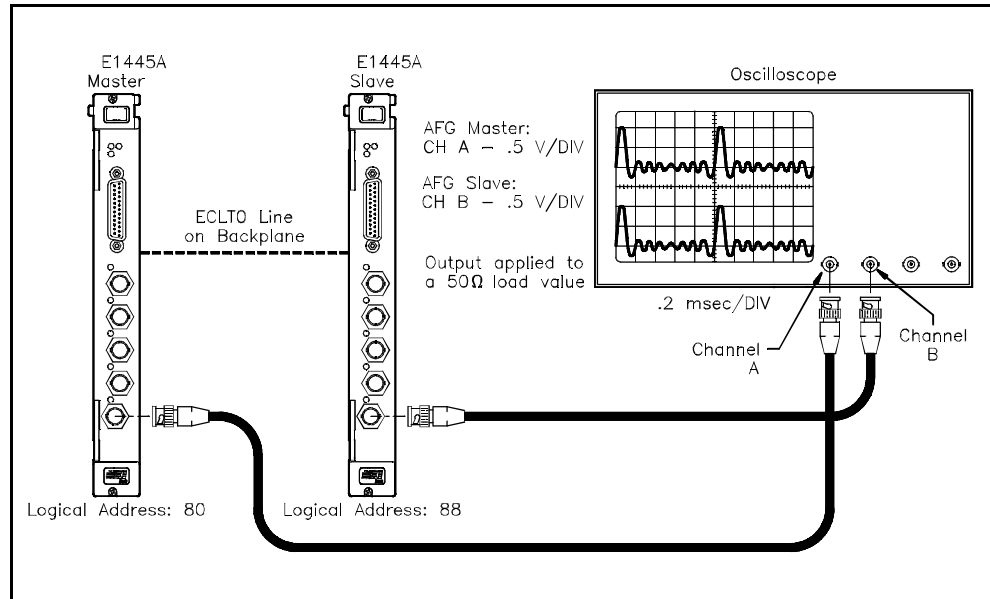 E1445A
Master
E1445A
Slave
Oscilloscope
AFG Master:
CH A – .5 V/DIV
AFG Slave:
CH B – .5 V/DIV
ECLT0 Line
on Backplane
Output applied to
a 50Ω load value
.2 msec/DIV
Channel
A
Channel
B
Logical Address: 80
Logical Address: 88